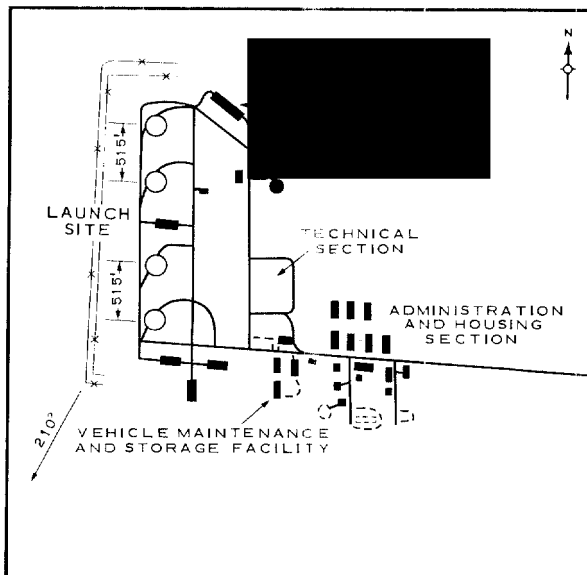 N
515'
LAUNCH
SITE
TECHNICAL
SECTION
515'
ADMINISTRATION
AND HOUSING
SECTION
210°
VEHICLE MAINTENANCE
AND STORAGE FACILITY